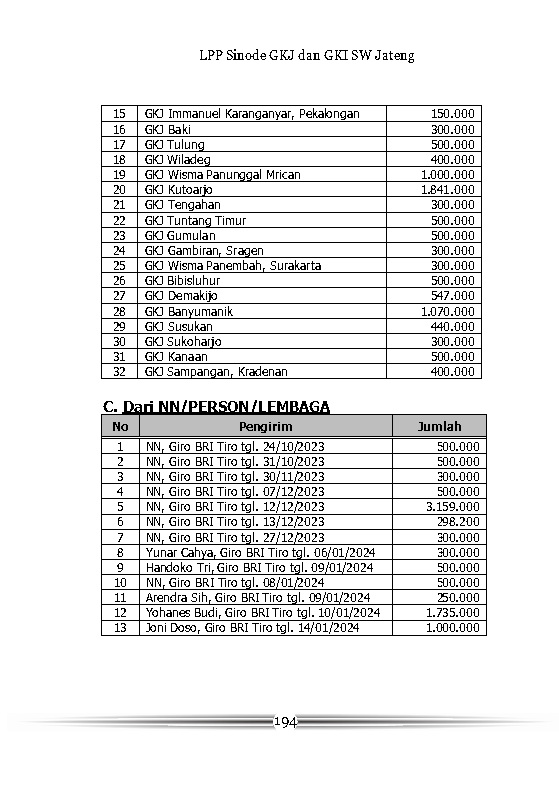 LPP Sinode GKJ dan GKI SW Jateng
15 GKJ Immanuel Karanganyar, Pekalongan 150.000
16 GKJ Baki 300.000
17 GKJ Tulung 500.000
18 GKJ Wiladeg 400.000
19 GKJ Wisma Panunggal Mrican 1.000.000
20 GKJ Kutoarjo 1.841.000
21 GKJ Tengahan 300.000
22 GKJ Tuntang Timur 500.000
23 GKJ Gumulan 500.000
24 GKJ Gambiran, Sragen 300.000
25 GKJ Wisma Panembah, Surakarta 300.000
26 GKJ Bibisluhur 500.000
27 GKJ Demakijo 547.000
28 GKJ Banyumanik 1.070.000
29 GKJ Susukan 440.000
30 GKJ Sukoharjo 300.000
31 GKJ Kanaan 500.000
32 GKJ Sampangan, Kradenan 400.000
C. Dari NN/PERSON/LEMBAGA
No Pengirim Jumlah
1 NN, Giro BRI Tiro tgl. 24/10/2023 500.000
2 NN, Giro BRI Tiro tgl. 31/10/2023 500.000
3 NN, Giro BRI Tiro tgl. 30/11/2023 300.000
4 NN, Giro BRI Tiro tgl. 07/12/2023 500.000
5 NN, Giro BRI Tiro tgl. 12/12/2023 3.159.000
6 NN, Giro BRI Tiro tgl. 13/12/2023 298.200
7 NN, Giro BRI Tiro tgl. 27/12/2023 300.000
8 Yunar Cahya, Giro BRI Tiro tgl. 06/01/2024 300.000
9 Handoko Tri, Giro BRI Tiro tgl. 09/01/2024 500.000
10 NN, Giro BRI Tiro tgl. 08/01/2024 500.000
11 Arendra Sih, Giro BRI Tiro tgl. 09/01/2024 250.000
12 Yohanes Budi, Giro BRI Tiro tgl. 10/01/2024 1.735.000
13 Joni Doso, Giro BRI Tiro tgl. 14/01/2024 1.000.000
194